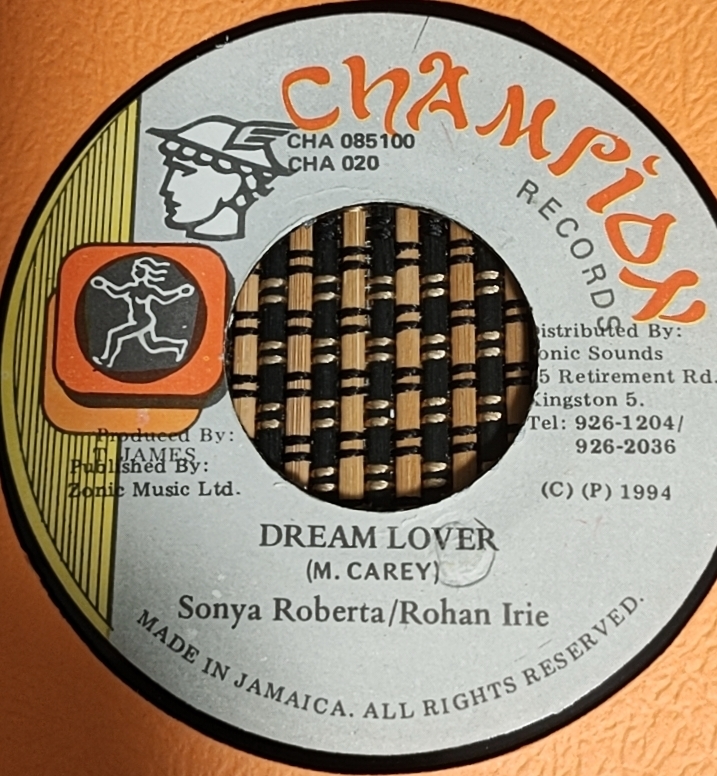 CHAMPION
RECORDS
CHA 085100
CHA 020
istributed By:
onic Sounds
5 Retirement Rd.
Kingston 5.
Tel: 926-1204/
926-2036
Produced By:
T. JAMES
Published By:
Zonic Music Ltd.
(C) (P) 1994
DREAM LOVER
(M. CAREY)
Sonya Roberta/Rohan Irie
MADE IN JAMAICA. ALL RIGHTS RESERVED.